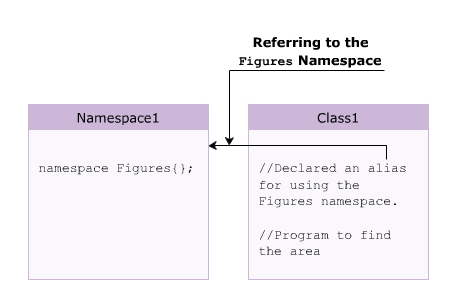 Referring to the
Figures Namespace
Namespace1
Class1
namespace Figures{};
//Declared an alias
for using the
Figures namespace.
//Program to find
the area